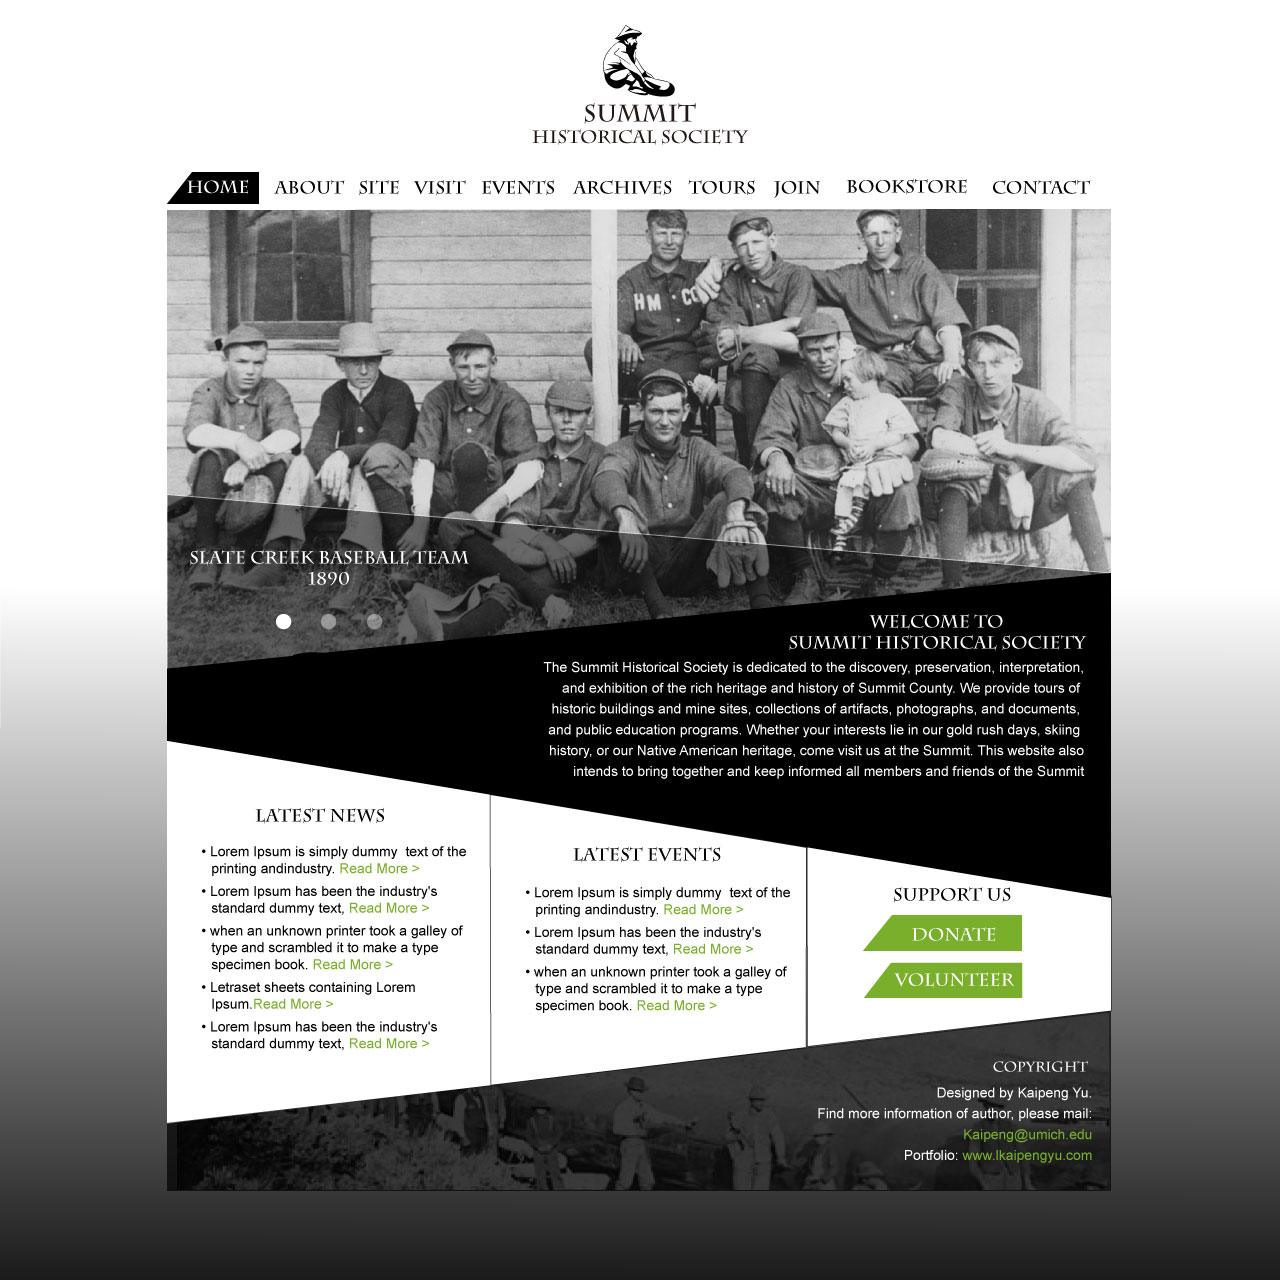 SUMMIT
HISTORICAL SOCIETY
HOME ABOUT SITE VISIT EVENTS ARCHIVES TOURS JOIN BOOKSTORE CONTACT
HM CO
SLATE CREEK BASEBALL TEAM
1890
WELCOME TO
SUMMIT HISTORICAL SOCIETY
The Summit Historical Society is dedicated to the discovery, preservation, interpretation,
and exhibition of the rich heritage and history of Summit County. We provide tours of
historic buildings and mine sites, collections of artifacts, photographs, and documents,
and public education programs. Whether your interests lie in our gold rush days, skiing
history, or our Native American heritage, come visit us at the Summit. This website also
intends to bring together and keep informed all members and friends of the Summit
LATEST NEWS
• Lorem Ipsum is simply dummy text of the
printing andindustry. Read More >
• Lorem Ipsum has been the industry's
standard dummy text, Read More >
• when an unknown printer took a galley of
type and scrambled it to make a type
specimen book. Read More >
• Letraset sheets containing Lorem
Ipsum.Read More >
• Lorem Ipsum has been the industry's
standard dummy text, Read More >
LATEST EVENTS
• Lorem Ipsum is simply dummy text of the
printing andindustry. Read More >
• Lorem Ipsum has been the industry's
standard dummy text, Read More >
• when an unknown printer took a galley of
type and scrambled it to make a type
specimen book. Read More >
SUPPORT US
DONATE
VOLUNTEER
COPYRIGHT
Designed by Kaipeng Yu.
Find more information of author, please mail:
Kaipeng@umich.edu
Portfolio: www.lkaipengyu.com